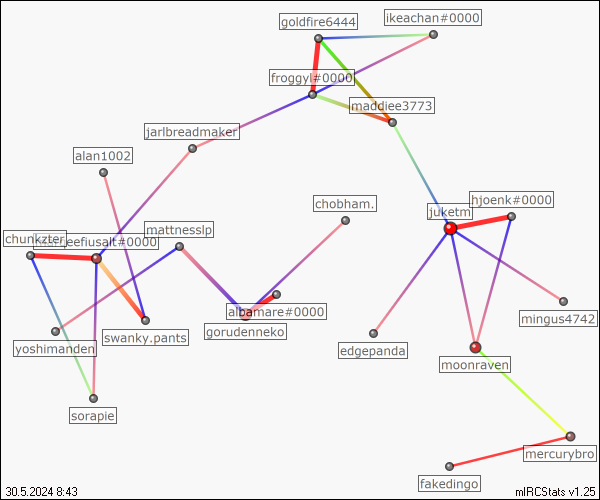 goldfire6444
ikeachan#0000
froggyl#0000
maddiee3773
jarlbreadmaker
alan1002
chobham.
hjoenk#0000
juketm
mattnesslp
chunkzter
jeefiusalt#0000
albamare#0000
gorudenneko
mingus4742
swanky.pants
yoshimanden
edgepanda
moonraven
sorapie
mercurybro
fakedingo
30.5.2024 8:43
mIRCStats v1.25